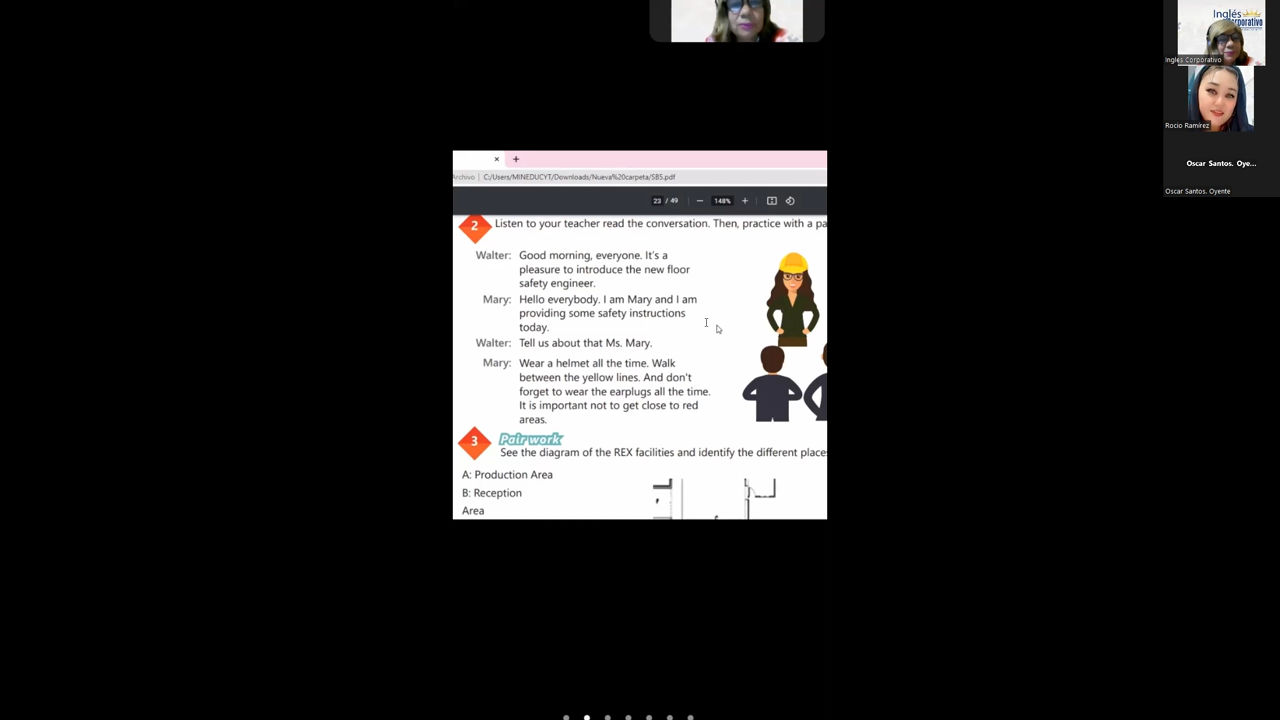 Inglés
Corporativo
Ingles Corporativo
Rocio Ramírez
Oscar Santos. Oye...
Oscar Santos. Oyente
Archivo | C:/Users/MINEDUCYT/Downloads/Nueva%20carpeta/SB5.pdf
23 / 49 148%
2 Listen to your teacher read the conversation. Then, practice with a pa
Walter: Good morning, everyone. It's a
pleasure to introduce the new floor
safety engineer.
Mary: Hello everybody. I am Mary and I am
providing some safety instructions
today.
Walter: Tell us about that Ms. Mary.
Mary: Wear a helmet all the time. Walk
between the yellow lines. And don't
forget to wear the earplugs all the time.
It is important not to get close to red
areas.
3 Pair work
See the diagram of the REX facilities and identify the different place
A: Production Area
B: Reception
Area